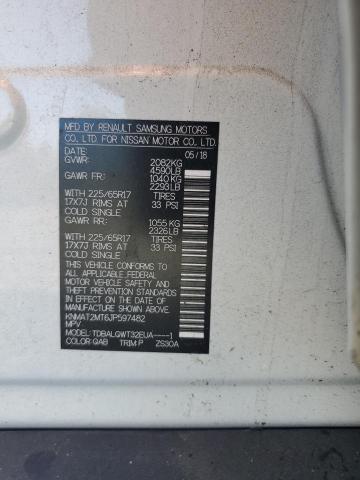 MFD BY RENAULT SAMSUNG MOTORS
CO., LTD. FOR NISSAN MOTOR CO., LTD.
DATE: 05/18
GVWR: 2082KG
4590LB
GAWR FR: 1040KG
2293LB
WITH 225/65R17 TIRES
17X7J RIMS AT 33 PSI
COLD SINGLE
GAWR RR: 1055KG
2326LB
WITH 225/65R17 TIRES
17X7J RIMS AT 33 PSI
COLD SINGLE
THIS VEHICLE CONFORMS TO ALL
APPLICABLE FEDERAL MOTOR
VEHICLE SAFETY, BUMPER, AND
THEFT PREVENTION STANDARDS
IN EFFECT ON THE DATE OF
MANUFACTURE SHOWN ABOVE.
KNMAT2MT6JP597482
MPV
MODEL: TDBALGWT32EUA----1
COLOR QAB TRIM P ZS30A